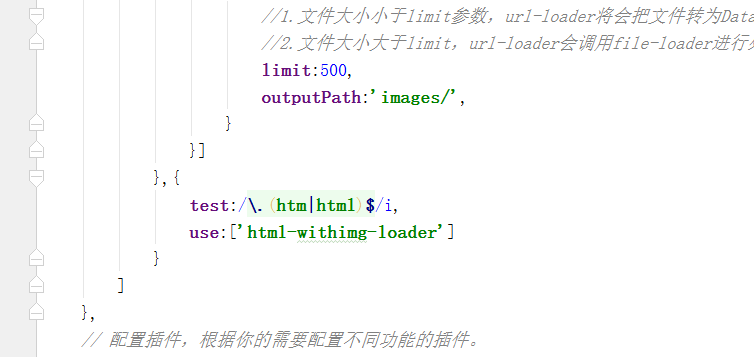 //1.文件大小小于limit参数，url-loader将会把文件转为Data
//2.文件大小大于limit，url-loader会调用file-loader进行
limit:500,
outputPath:'images/',
}
}]
},{
test:/\.(htm|html)$/i,
use:['html-withimg-loader']
}
]
},
// 配置插件，根据你的需要配置不同功能的插件。